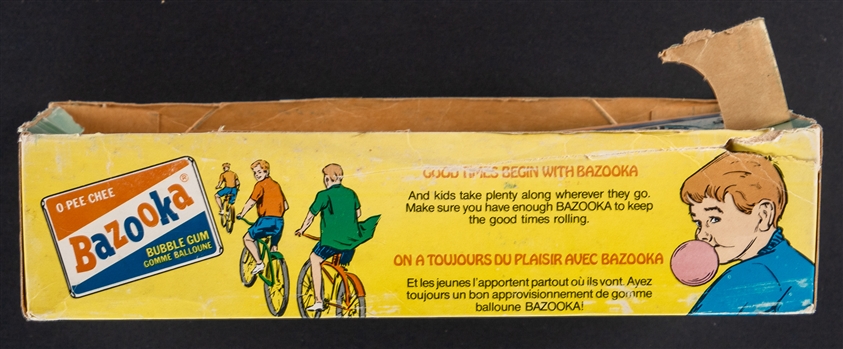 O PEE CHEE
Bazooka®
BUBBLE GUM
GOMME BALLOUNE
GOOD TIMES BEGIN WITH BAZOOKA
And kids take plenty along wherever they go.
Make sure you have enough BAZOOKA to keep
the good times rolling.
ON A TOUJOURS DU PLAISIR AVEC BAZOOKA
Et les jeunes l'apportent partout où ils vont. Ayez
toujours un bon approvisionnement de gomme
balloune BAZOOKA!